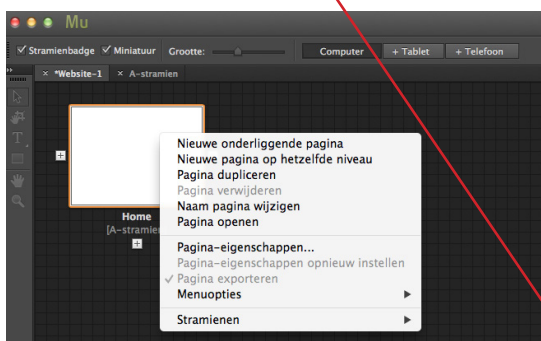 Mu
Stramienbadge Miniatuur Grootte: Computer + Tablet + Telefoon
× *Website-1 × A-stramien
Nieuwe onderliggende pagina
Nieuwe pagina op hetzelfde niveau
Pagina dupliceren
Pagina verwijderen
Naam pagina wijzigen
Pagina openen
Home
[A-stramie
Pagina-eigenschappen...
Pagina-eigenschappen opnieuw instellen
✓ Pagina exporteren
Menuopties
Stramienen